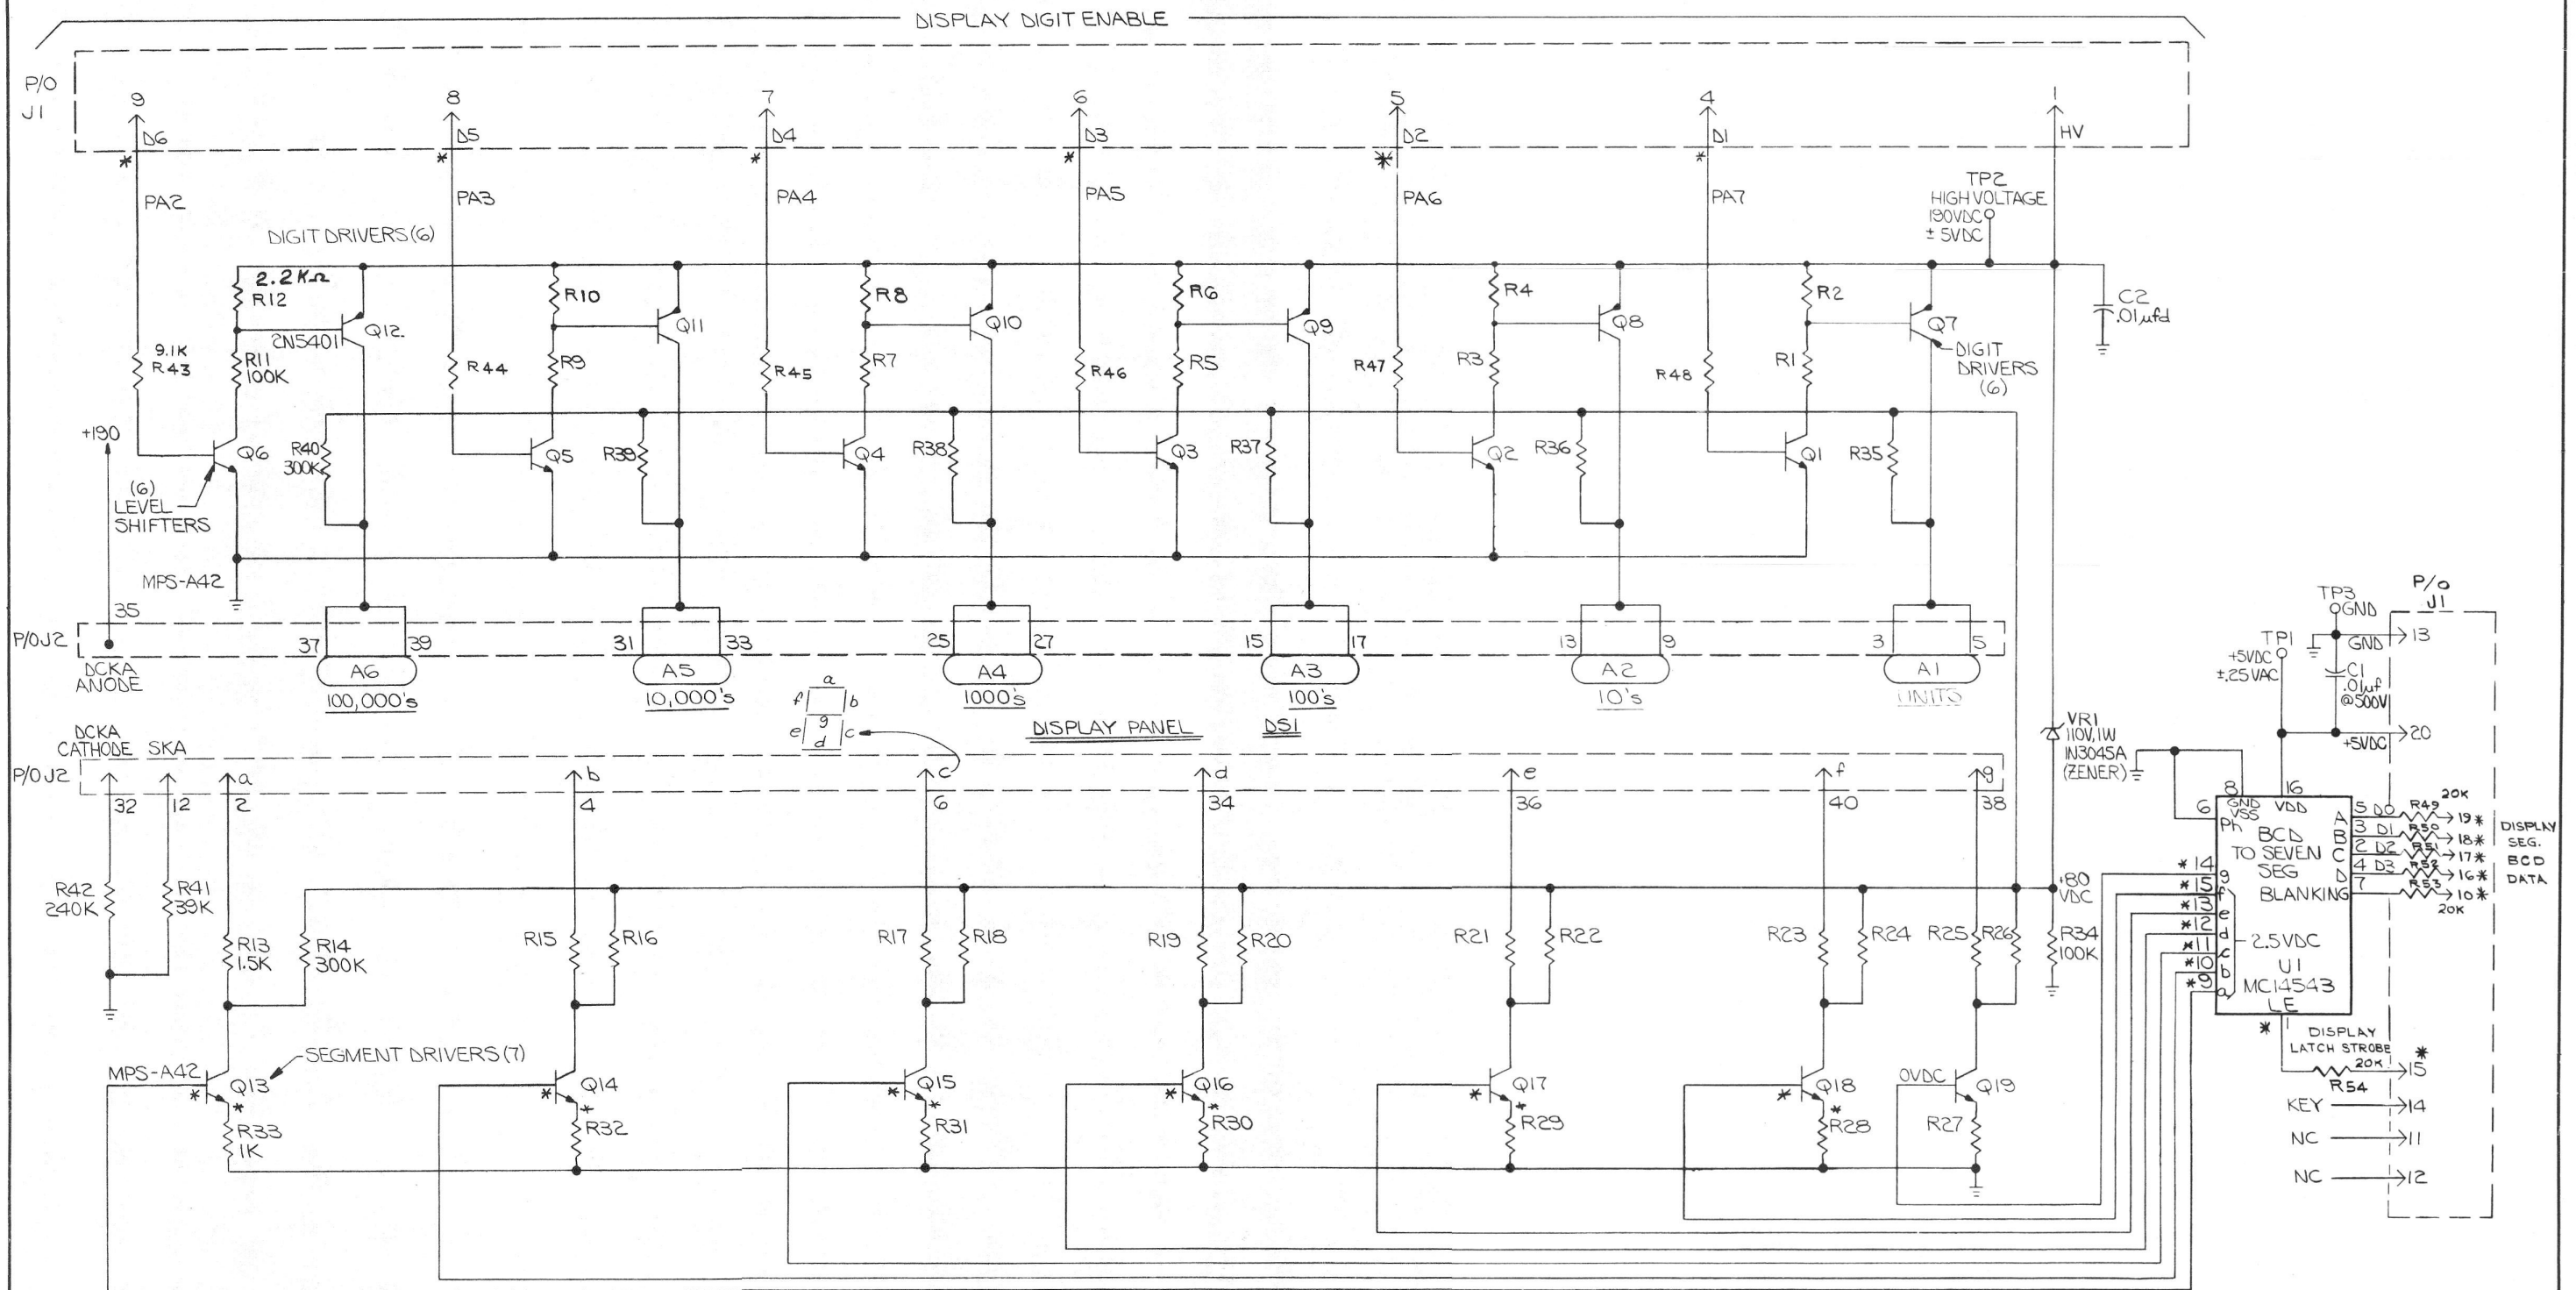 DISPLAY DIGIT ENABLE
P/O
J1
9
8
7
6
5
4
1
D6
D5
D4
D3
D2
D1
HV
*
*
*
*
*
*
PA2
PA3
PA4
PA5
PA6
PA7
TP2
HIGH VOLTAGE
190VDC
± 5VDC
DIGIT DRIVERS (6)
2.2KΩ
R12
R10
R8
R6
R4
R2
C2
.01µfd
Q12
2N5401
Q11
Q10
Q9
Q8
Q7
DIGIT
DRIVERS
(6)
9.1K
R43
R11
100K
R44
R9
R45
R7
R46
R5
R47
R3
R48
R1
+190
Q6
R40
300K
Q5
R39
Q4
R38
Q3
R37
Q2
R36
Q1
R35
(6)
LEVEL
SHIFTERS
MPS-A42
35
P/O J2
37
39
31
33
25
27
15
17
13
9
3
5
DCKA
ANODE
A6
A5
A4
A3
A2
A1
100,000's
10,000's
1000's
100's
10's
UNITS
a
f
b
g
e
c
d
DISPLAY PANEL
DS1
TP3
GND
P/O
J1
13
GND
TP1
+5VDC
±.25VAC
C1
.01uf
@500V
20
+5VDC
VR1
110V,1W
IN3045A
(ZENER)
DCKA
CATHODE
SKA
P/O J2
a
b
c
d
e
f
g
32
12
2
4
6
34
36
40
38
8
16
6
GND
VSS
VDD
Ph
BCD
TO SEVEN
SEG
BLANKING
A
B
C
D
5 D0 R49 20K 19*
3 D1 R50 18*
2 D2 R51 17*
4 D3 R52 16*
7 R53 10*
20K
DISPLAY
SEG.
BCD
DATA
*14 g
*15 f
*13 e
*12 d
*11 c
*10 b
*9 a
2.5VDC
U1
MC14543
LE
+80
VDC
R42
240K
R41
39K
R13
1.5K
R14
300K
R15
R16
R17
R18
R19
R20
R21
R22
R23
R24
R25
R26
R34
100K
*
1
DISPLAY
LATCH STROBE
*
20K
15
R54
KEY
14
NC
11
NC
12
SEGMENT DRIVERS (7)
MPS-A42
Q13
Q14
Q15
Q16
Q17
Q18
0VDC
Q19
*
*
*
*
*
*
*
*
*
*
*
*
R33
1K
R32
R31
R30
R29
R28
R27